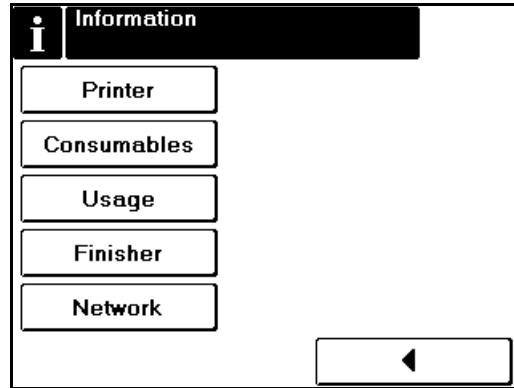 i Information
Printer
Consumables
Usage
Finisher
Network